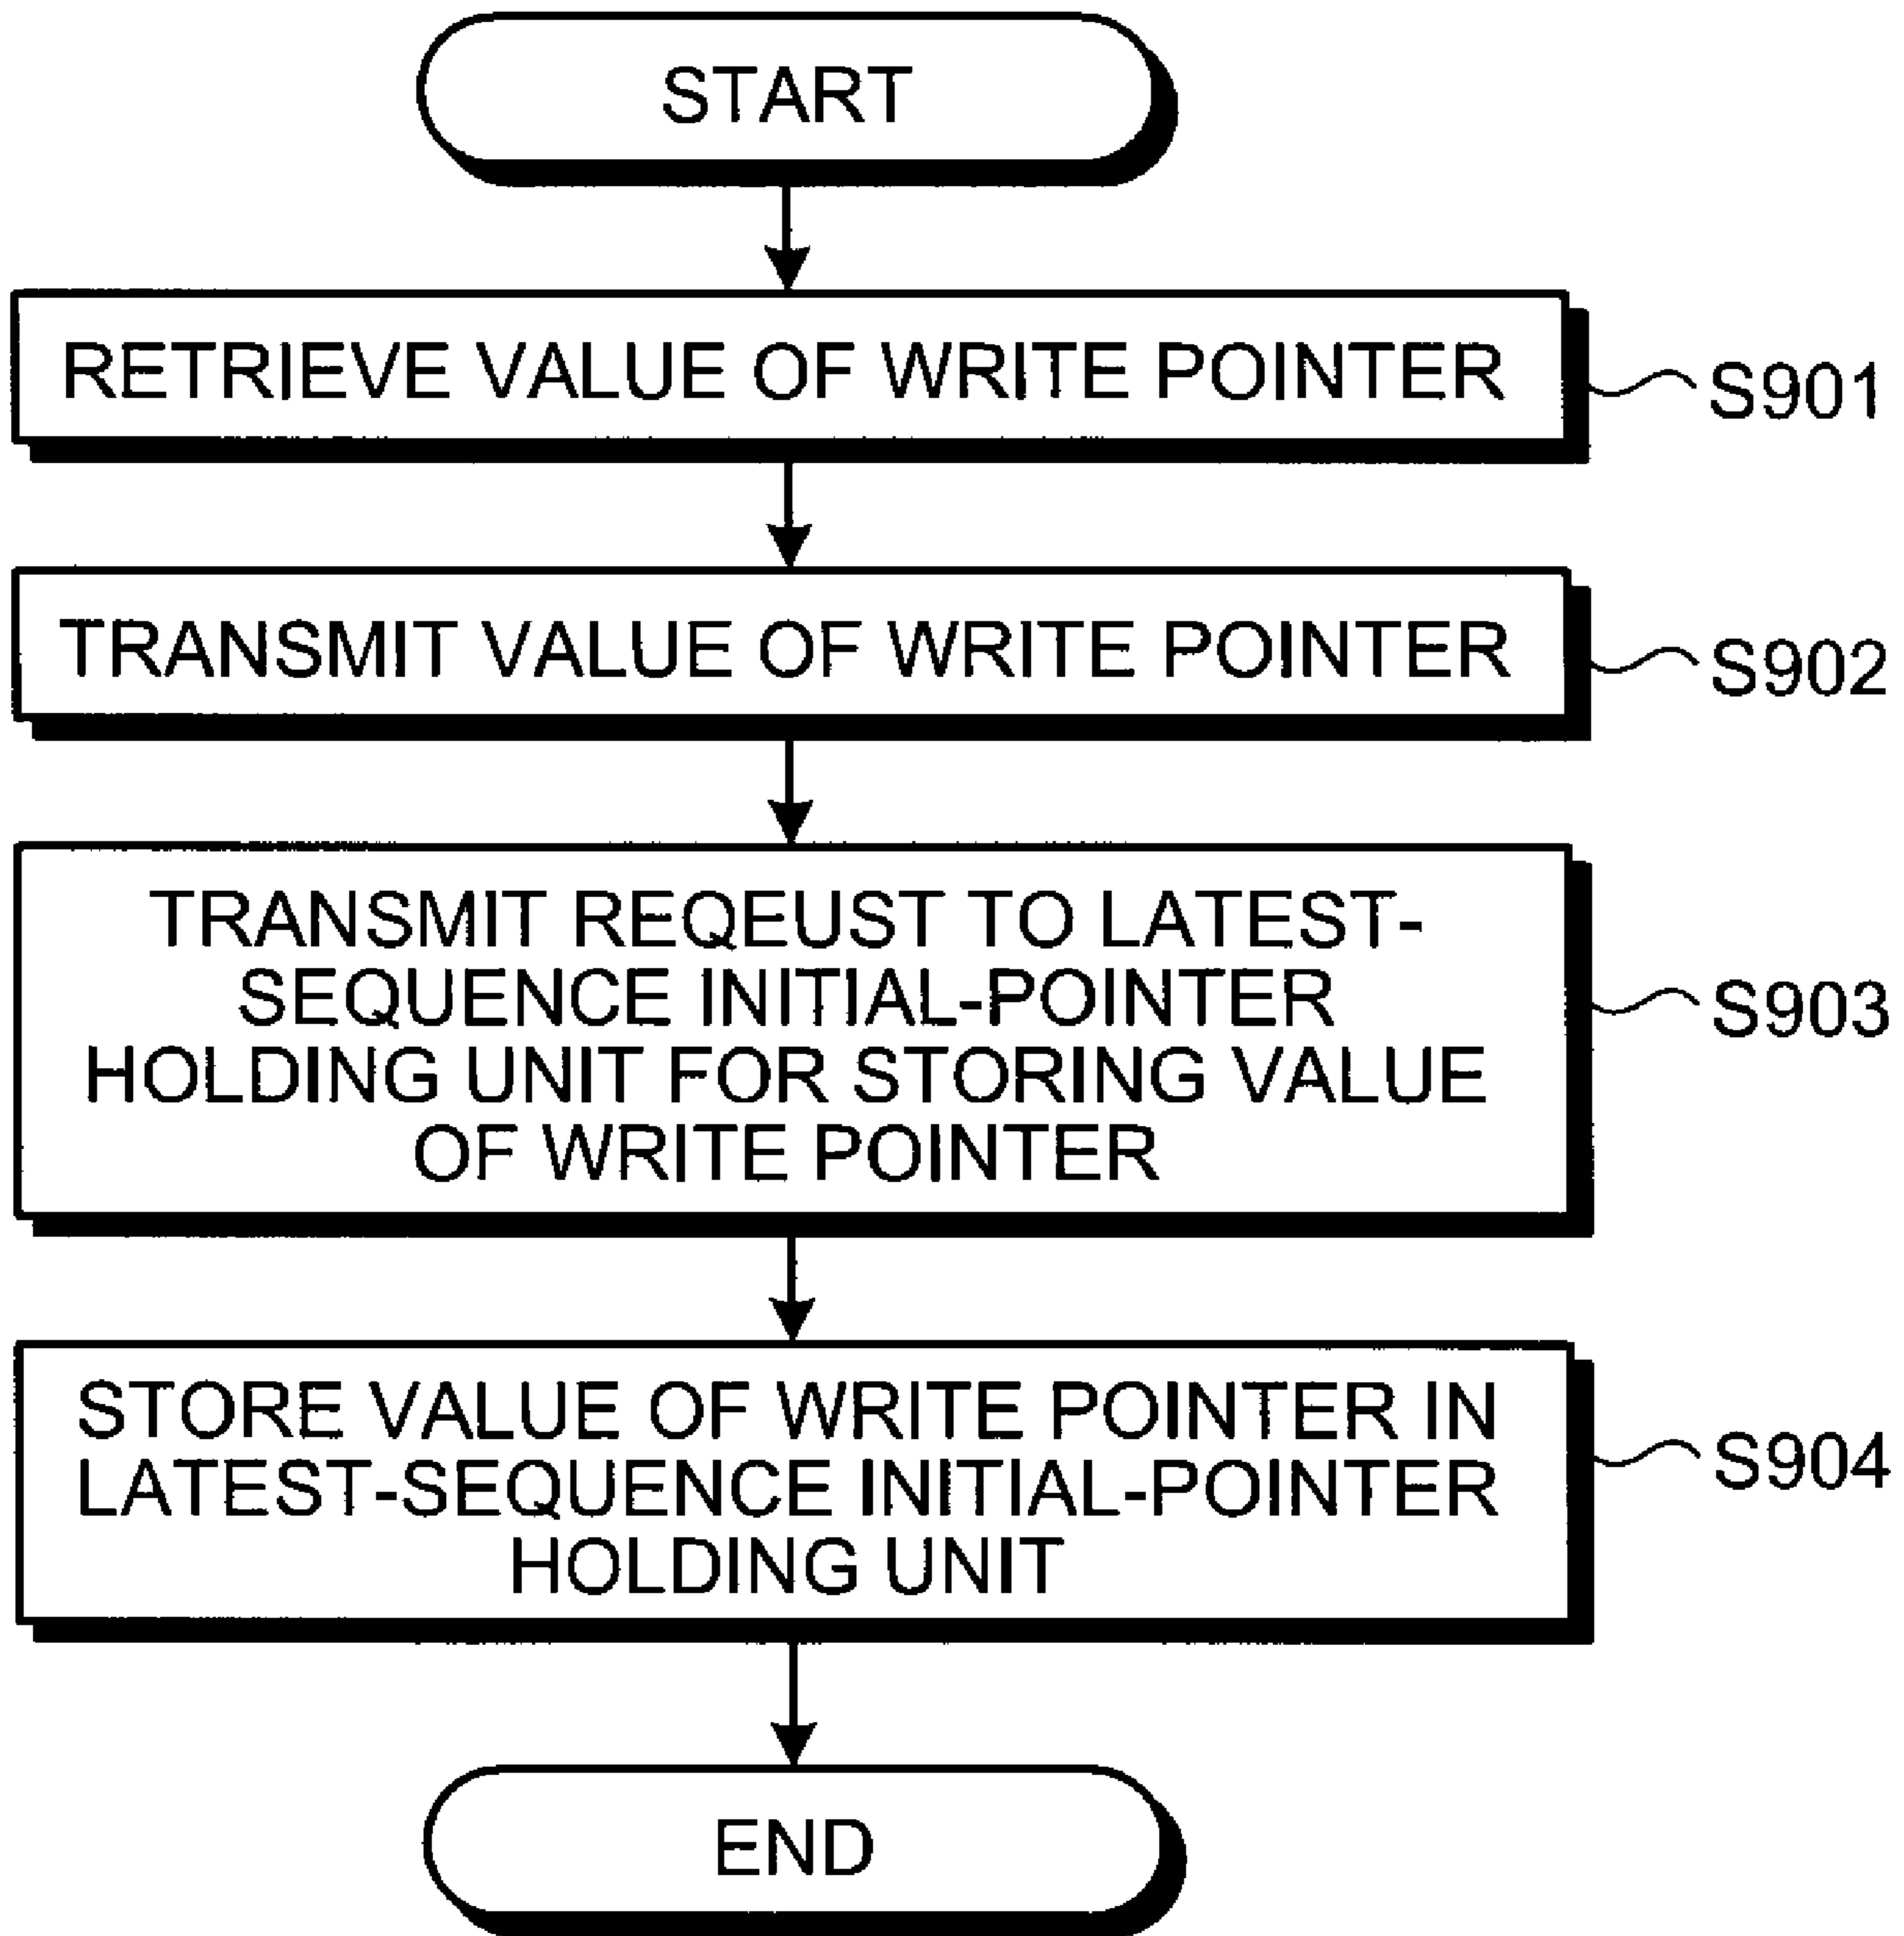 START
RETRIEVE VALUE OF WRITE POINTER
S901
TRANSMIT VALUE OF WRITE POINTER
S902
TRANSMIT REQEUST TO LATEST-
SEQUENCE INITIAL-POINTER
HOLDING UNIT FOR STORING VALUE
OF WRITE POINTER
S903
STORE VALUE OF WRITE POINTER IN
LATEST-SEQUENCE INITIAL-POINTER
HOLDING UNIT
S904
END